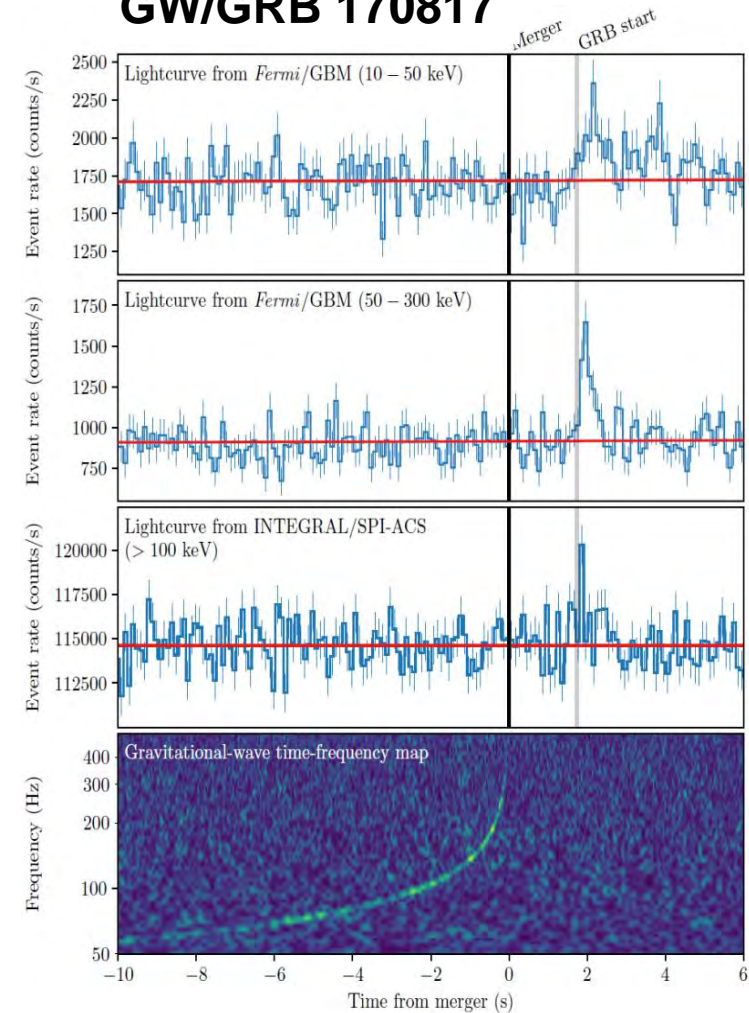 GW/GRB 170817
Merger
GRB start
Lightcurve from Fermi/GBM (10 – 50 keV)
Event rate (counts/s)
2500
2250
2000
1750
1500
1250
Lightcurve from Fermi/GBM (50 – 300 keV)
Event rate (counts/s)
1750
1500
1250
1000
750
Lightcurve from INTEGRAL/SPI-ACS
(> 100 keV)
Event rate (counts/s)
120000
117500
115000
112500
Gravitational-wave time-frequency map
Frequency (Hz)
400
300
200
100
50
−10 −8 −6 −4 −2 0 2 4 6
Time from merger (s)